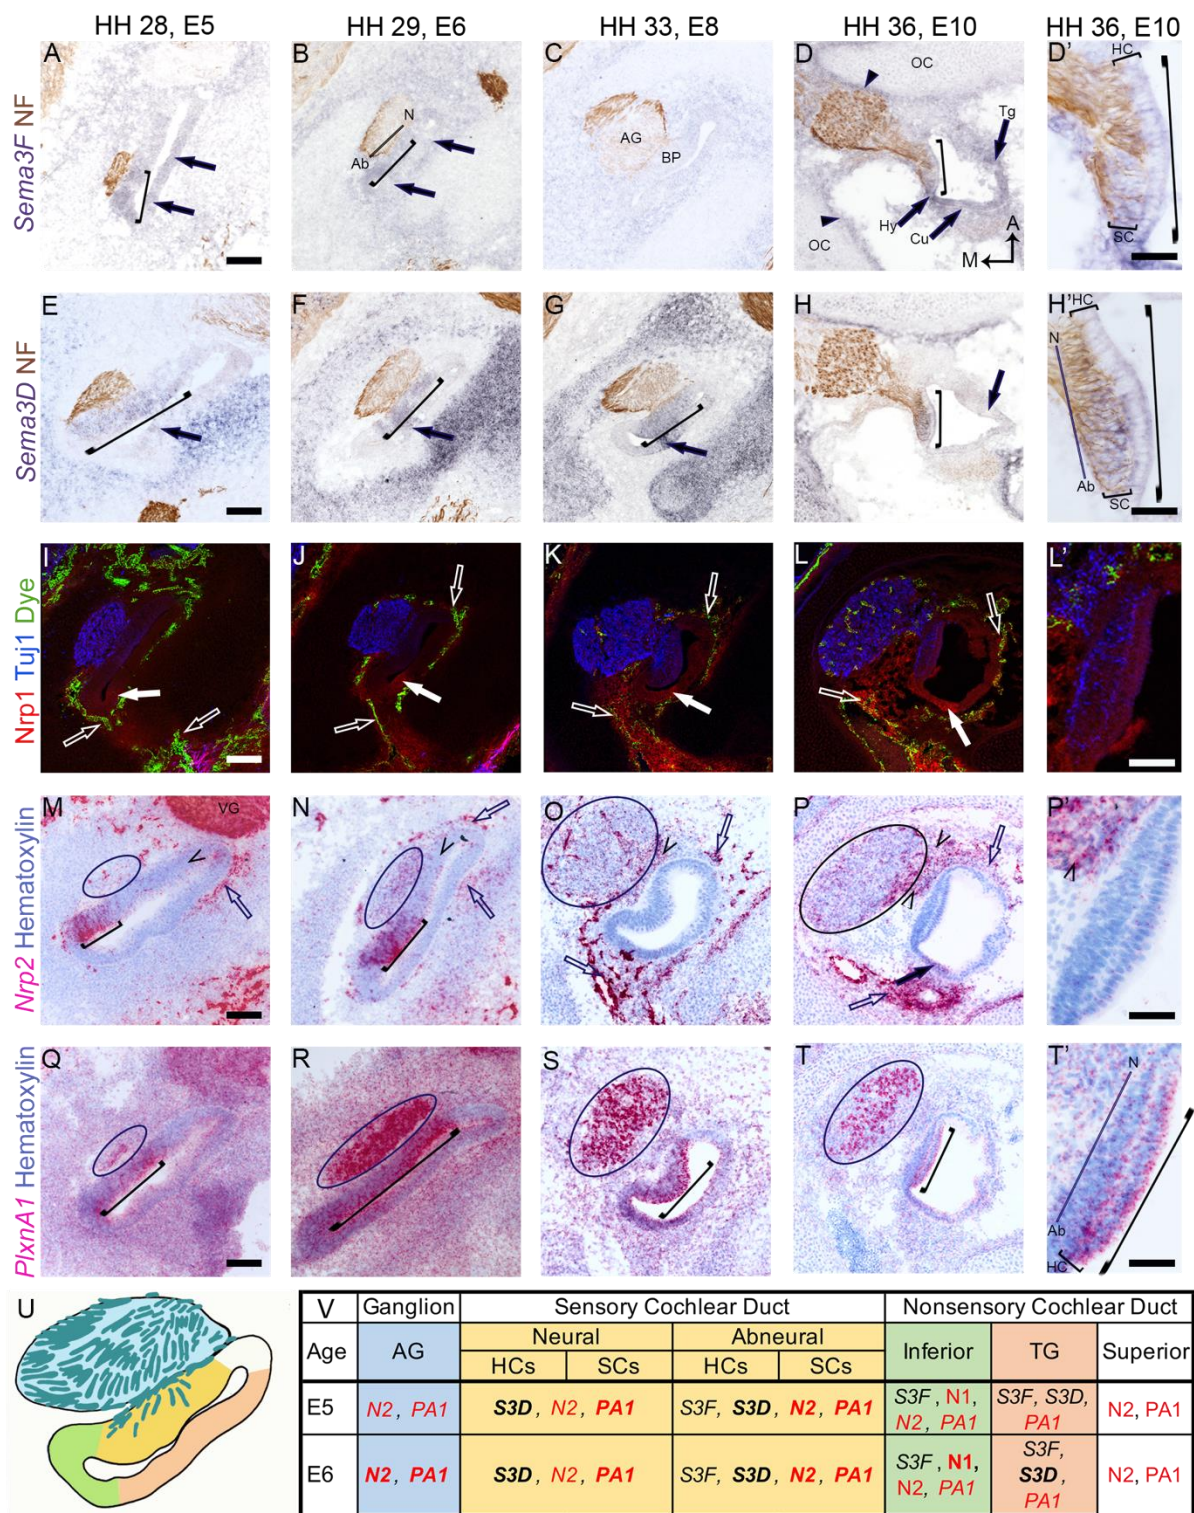 HH 28, E5 HH 29, E6 HH 33, E8 HH 36, E10 HH 36, E10
Sema3F NF
A B C D D'
N Ab
AG BP
OC Tg Hy Cu OC A M
HC SC
Sema3D NF
E F G H H'
HC N Ab SC
Nrp1 Tuj1 Dye
I J K L L'
Nrp2 Hematoxylin
M N O P P'
VG
PlxnA1 Hematoxylin
Q R S T T'
N Ab HC
U V
Ganglion Sensory Cochlear Duct Nonsensory Cochlear Duct
Age AG Neural Abneural Inferior TG Superior
HCs SCs HCs SCs
E5 N2, PA1 S3D, N2, PA1 S3F, S3D, N2, PA1 S3F, N1, N2, PA1 S3F, S3D, PA1 N2, PA1
E6 N2, PA1 S3D, N2, PA1 S3F, S3D, N2, PA1 S3F, N1, N2, PA1 S3F, S3D, PA1 N2, PA1